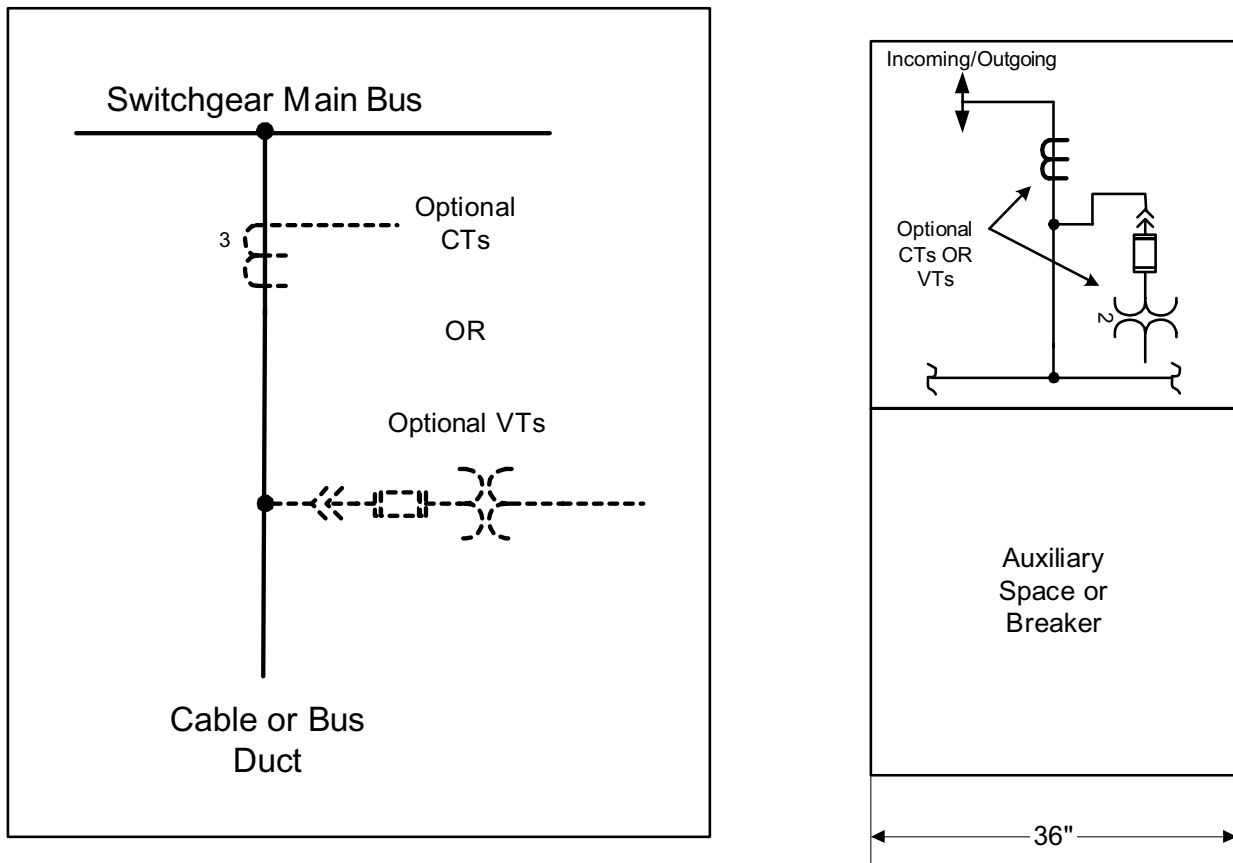 Switchgear Main Bus
3
Optional
CTs
OR
Optional VTs
Cable or Bus
Duct
Incoming/Outgoing
Optional
CTs OR
VTs
2
Auxiliary
Space or
Breaker
36"